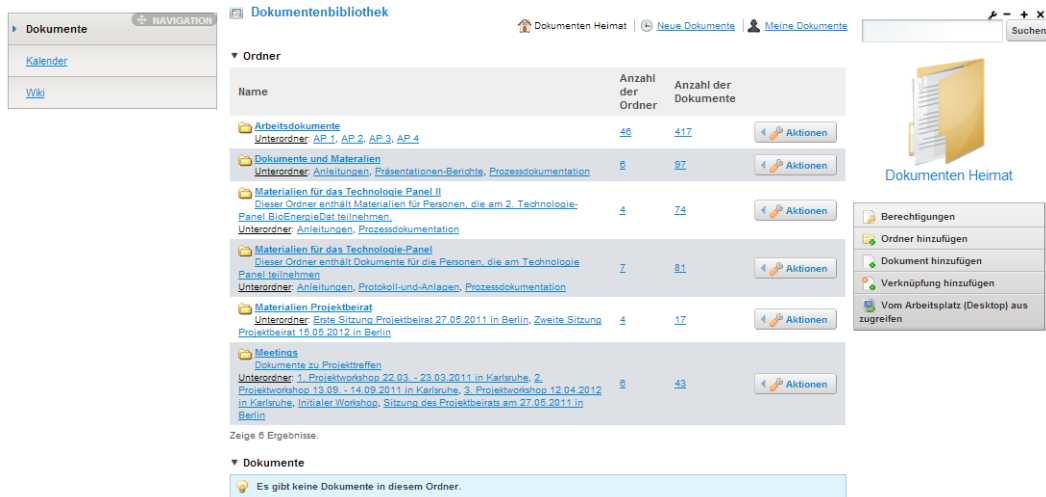 NAVIGATION
Dokumente
Kalender
Wiki
Dokumentenbibliothek
Dokumenten Heimat Neue Dokumente Meine Dokumente
Suchen
Ordner
Name Anzahl der Ordner Anzahl der Dokumente
Arbeitsdokumente
Unterordner: AP 1, AP 2, AP 3, AP 4
46 417 Aktionen
Dokumente und Materalien
Unterordner: Anleitungen, Präsentationen-Berichte, Prozessdokumentation
6 97 Aktionen
Materialien für das Technologie Panel II
Dieser Ordner enthält Materialien für Personen, die am 2. Technologie-
Panel BioEnergieDat teilnehmen.
Unterordner: Anleitungen, Prozessdokumentation
4 74 Aktionen
Materialien für das Technologie-Panel
Dieser Ordner enthält Dokumente für die Personen, die am Technologie
Panel teilnehmen
Unterordner: Anleitungen, Protokoll-und-Anlagen, Prozessdokumentation
7 81 Aktionen
Materialien Projektbeirat
Unterordner: Erste Sitzung Projektbeirat 27.05.2011 in Berlin, Zweite Sitzung
Projektbeirat 15.05.2012 in Berlin
4 17 Aktionen
Meetings
Dokumente zu Projekttreffen
Unterordner: 1. Projektworkshop 22.03. - 23.03.2011 in Karlsruhe, 2.
Projektworkshop 13.09. - 14.09.2011 in Karlsruhe, 3. Projektworkshop 12.04.2012
in Karlsruhe, Initialer Workshop, Sitzung des Projektbeirats am 27.05.2011 in
Berlin
6 43 Aktionen
Zeige 6 Ergebnisse.
Dokumente
Es gibt keine Dokumente in diesem Ordner.
Dokumenten Heimat
Berechtigungen
Ordner hinzufügen
Dokument hinzufügen
Verknüpfung hinzufügen
Vom Arbeitsplatz (Desktop) aus
zugreifen